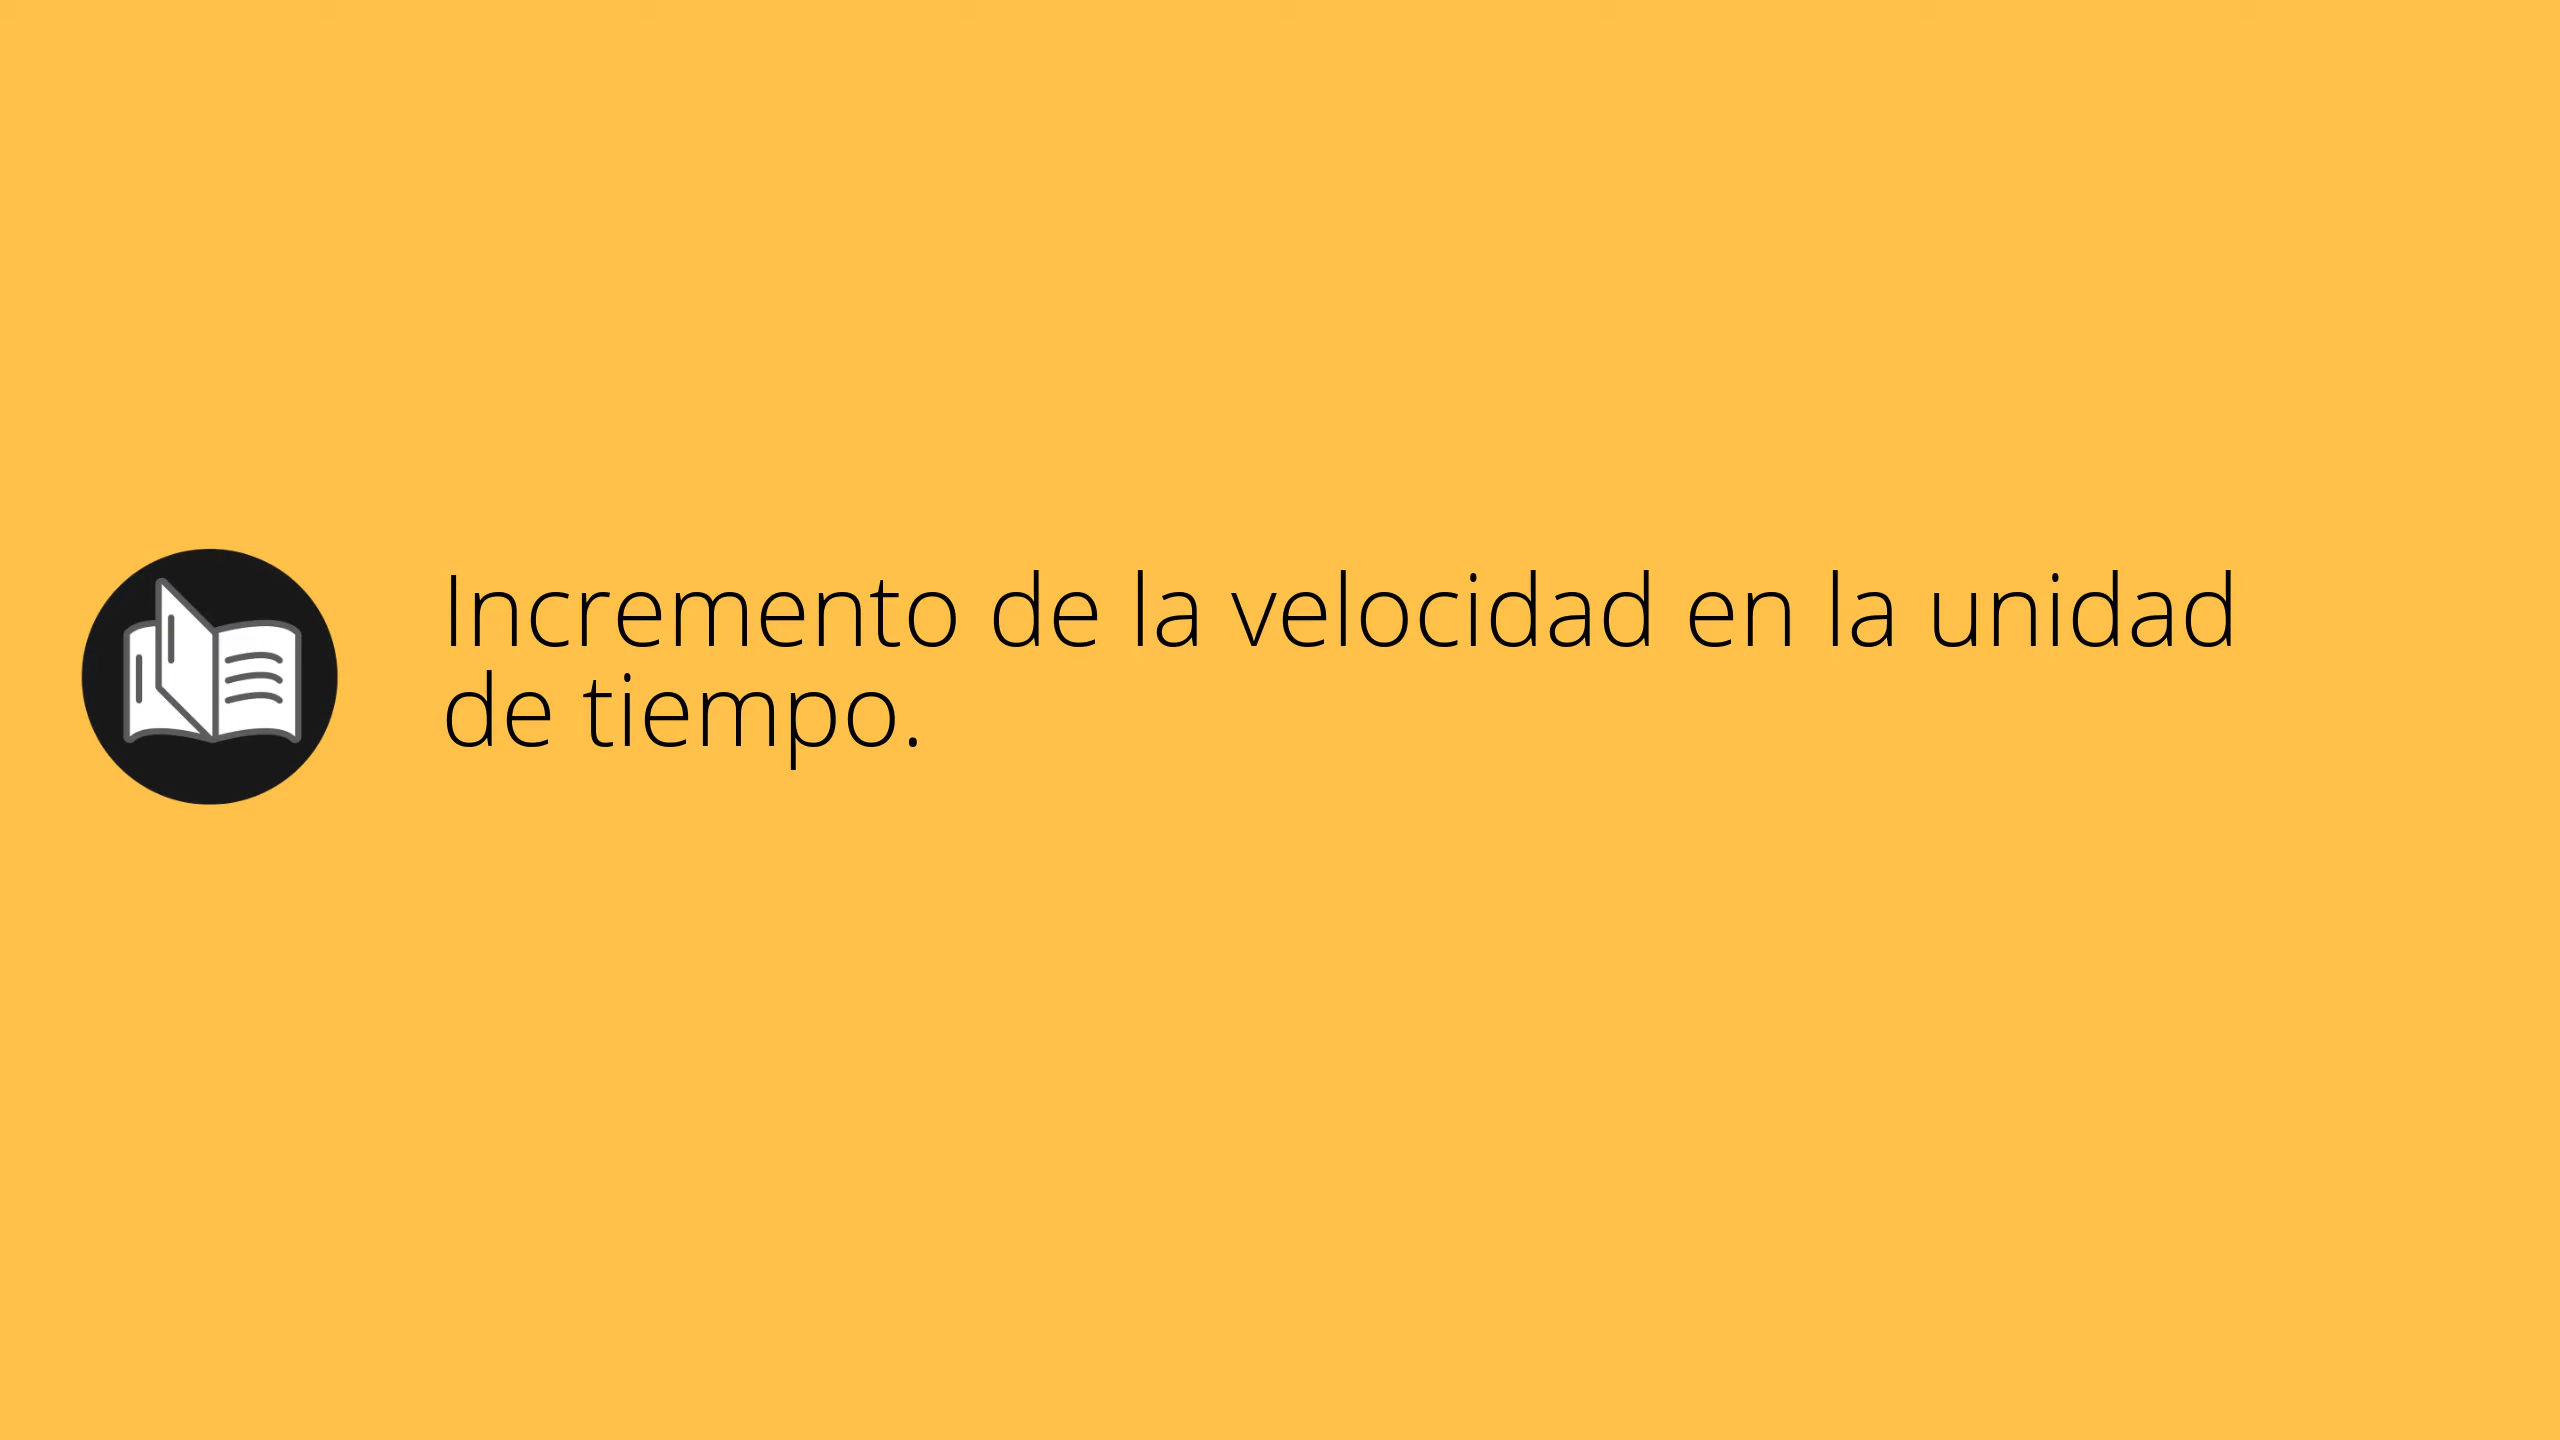 Incremento de la velocidad en la unidad
de tiempo.